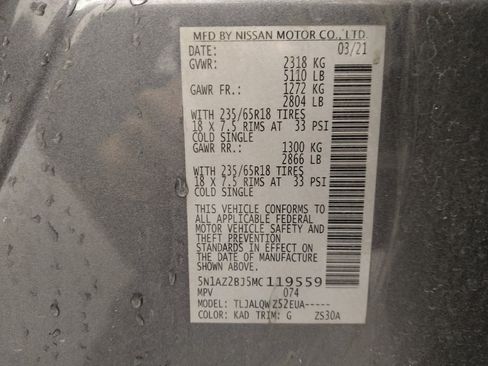 MFD BY NISSAN MOTOR CO., LTD.
DATE: 03/21
GVWR: 2318 KG
5110 LB
GAWR FR.: 1272 KG
2804 LB
WITH 235/65R18 TIRES
18 X 7.5 RIMS AT 33 PSI
COLD SINGLE
GAWR RR.: 1300 KG
2866 LB
WITH 235/65R18 TIRES
18 X 7.5 RIMS AT 33 PSI
COLD SINGLE
THIS VEHICLE CONFORMS TO
ALL APPLICABLE FEDERAL
MOTOR VEHICLE SAFETY AND
THEFT PREVENTION
STANDARDS IN EFFECT ON
THE DATE OF MANUFACTURE
SHOWN ABOVE.
5N1AZ2BJ5MC119559
MPV 074
MODEL: TLJALQWZ52EUA-----
COLOR: KAD TRIM: G ZS30A